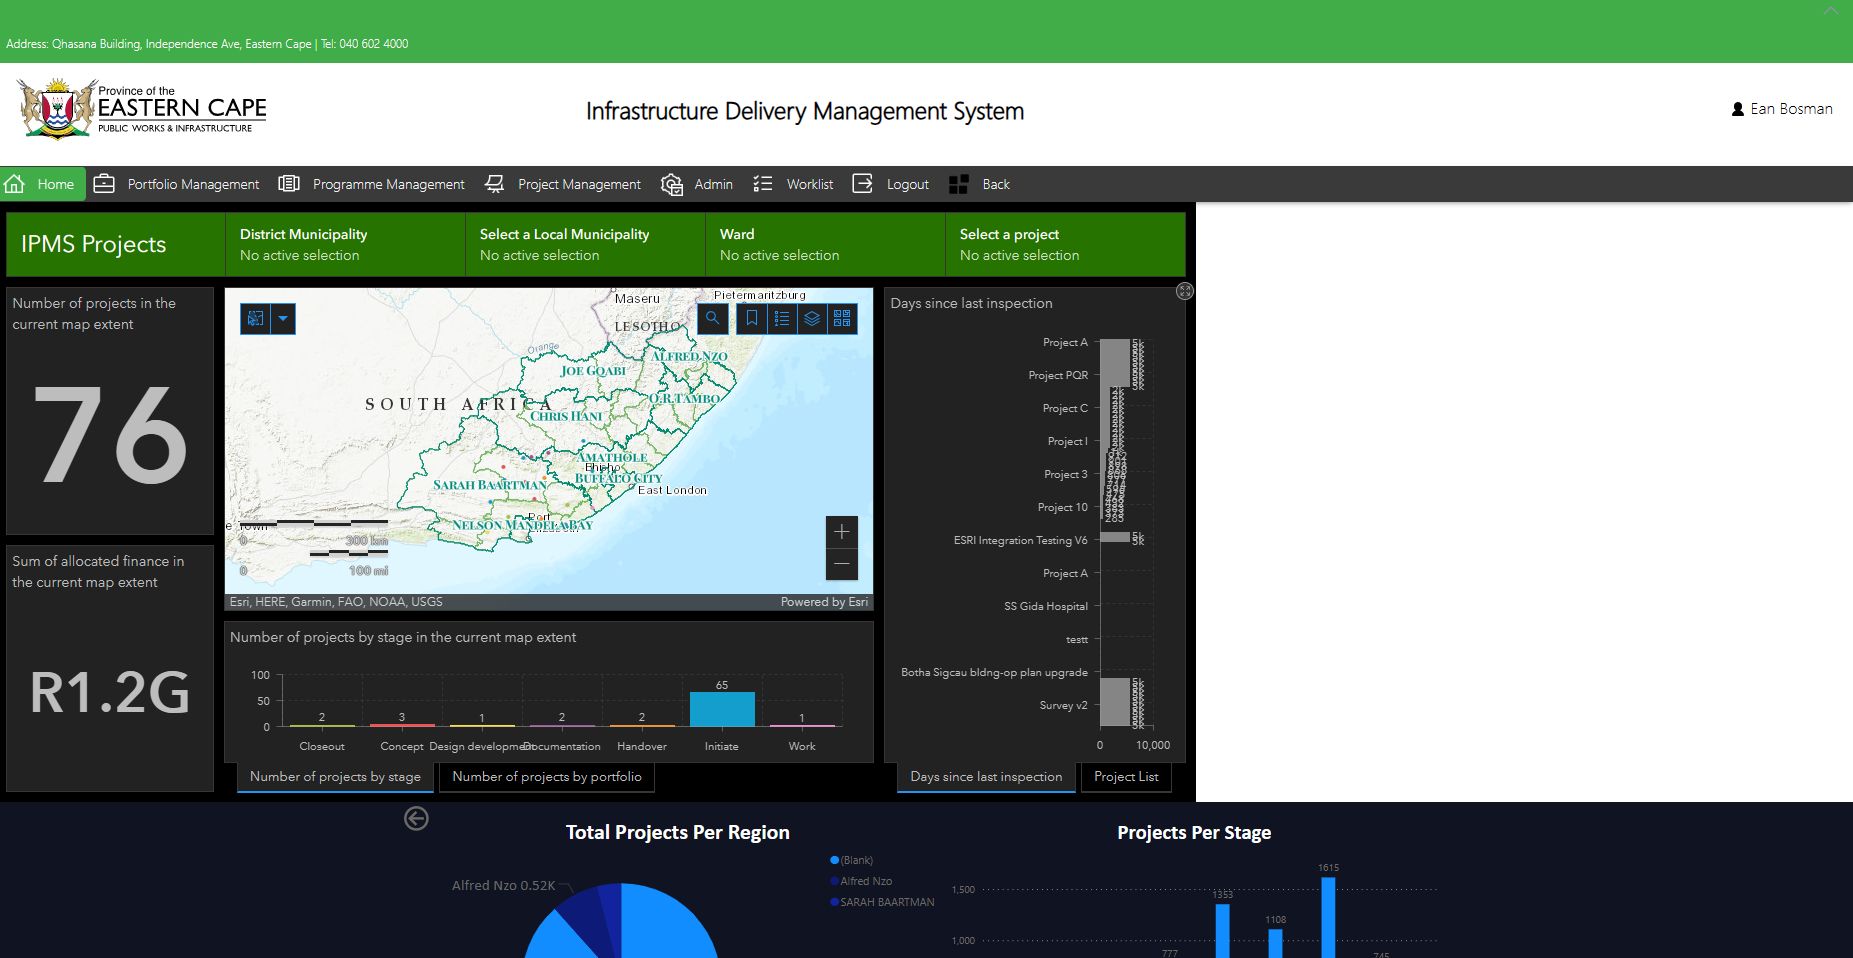 Address: Qhasana Building, Independence Ave, Eastern Cape | Tel: 040 602 4000
Province of the
EASTERN CAPE
PUBLIC WORKS & INFRASTRUCTURE
Infrastructure Delivery Management System
Ean Bosman
Home
Portfolio Management
Programme Management
Project Management
Admin
Worklist
Logout
Back
IPMS Projects
District Municipality
No active selection
Select a Local Municipality
No active selection
Ward
No active selection
Select a project
No active selection
Number of projects in the
current map extent
76
Sum of allocated finance in
the current map extent
R1.2G
Maseru
Pietermaritzburg
LESOTHO
Orange
ALFRED NZO
JOE GQABI
SOUTH AFRICA
O.R.TAMBO
CHRIS HANI
AMATHOLE
Bhisho
BUFFALO CITY
SARAH BAARTMAN
East London
Port
NELSON MANDELA BAY
0 300 km
0 100 mi
Esri, HERE, Garmin, FAO, NOAA, USGS
Powered by Esri
Number of projects by stage in the current map extent
100
50
0
2
3
1
2
2
65
1
Closeout
Concept
Design development
Documentation
Handover
Initiate
Work
Number of projects by stage
Number of projects by portfolio
Days since last inspection
Project A
Project PQR
Project C
Project I
Project 3
Project 10
ESRI Integration Testing V6
Project A
SS Gida Hospital
testt
Botha Sigcau bldng-op plan upgrade
Survey v2
0
10,000
Days since last inspection
Project List
Total Projects Per Region
Alfred Nzo 0.52K
(Blank)
Alfred Nzo
SARAH BAARTMAN
Projects Per Stage
1,500
1,000
777
1353
1108
1615
745